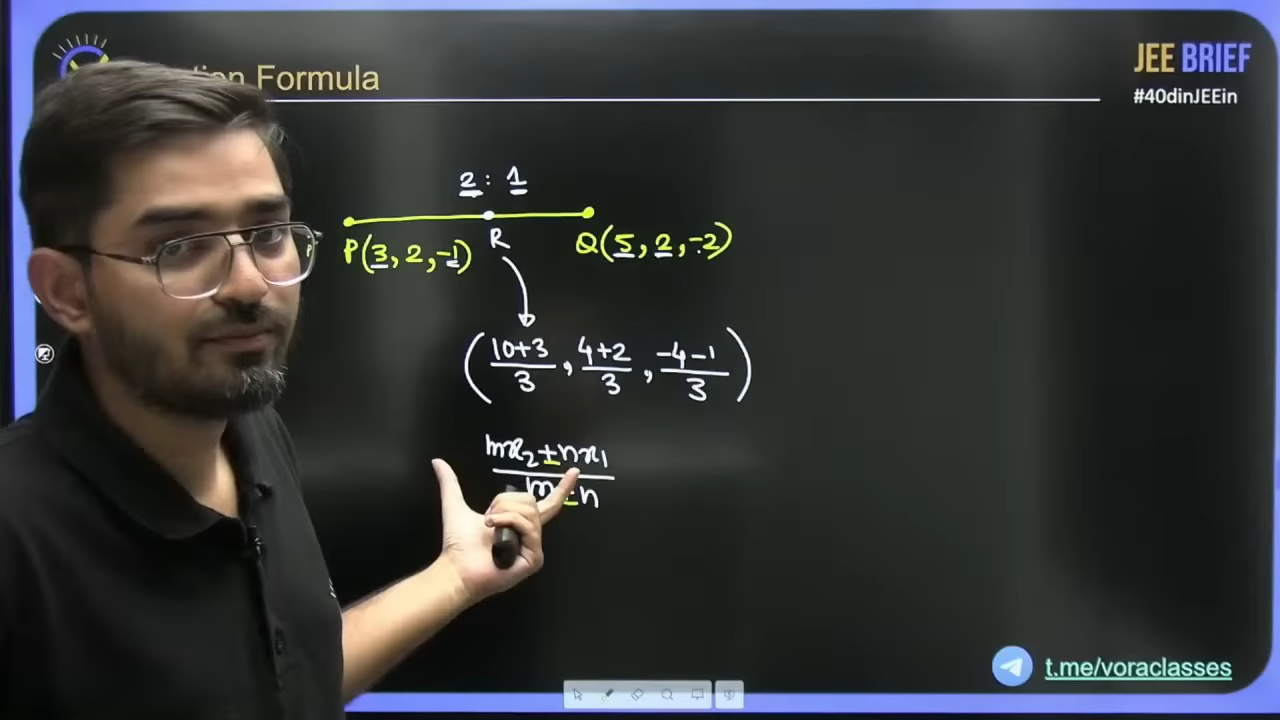 tion Formula
JEE BRIEF
#40dinJEEin
2 : 1
P(3, 2, -1)
R
Q(5, 2, -2)
(10+3/3, 4+2/3, -4-1/3)
mx₂±nx₁
m±n
t.me/voraclasses